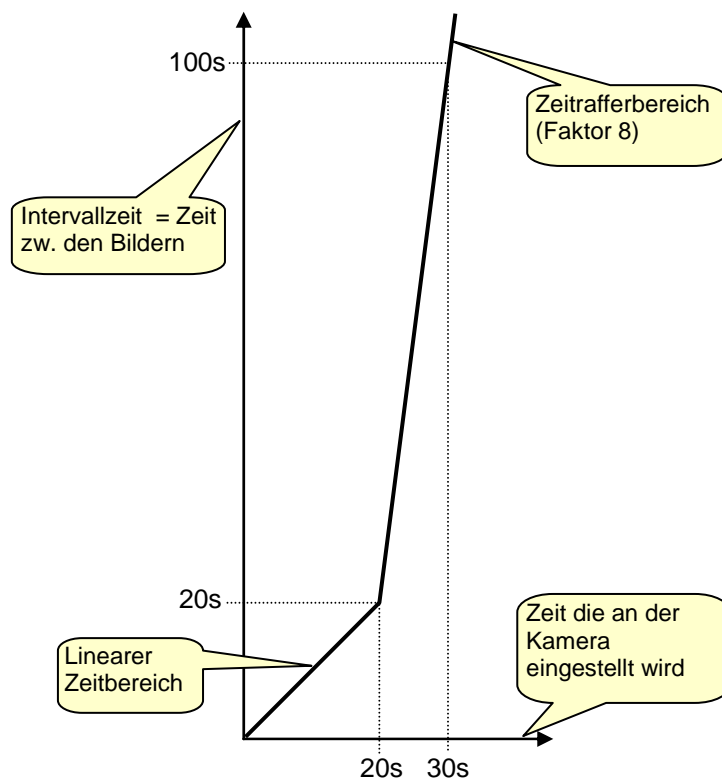 100s
Zeitrafferbereich
(Faktor 8)
Intervallzeit  = Zeit
zw. den Bildern
20s
Zeit die an der
Kamera
eingestellt wird
Linearer
Zeitbereich
20s
30s